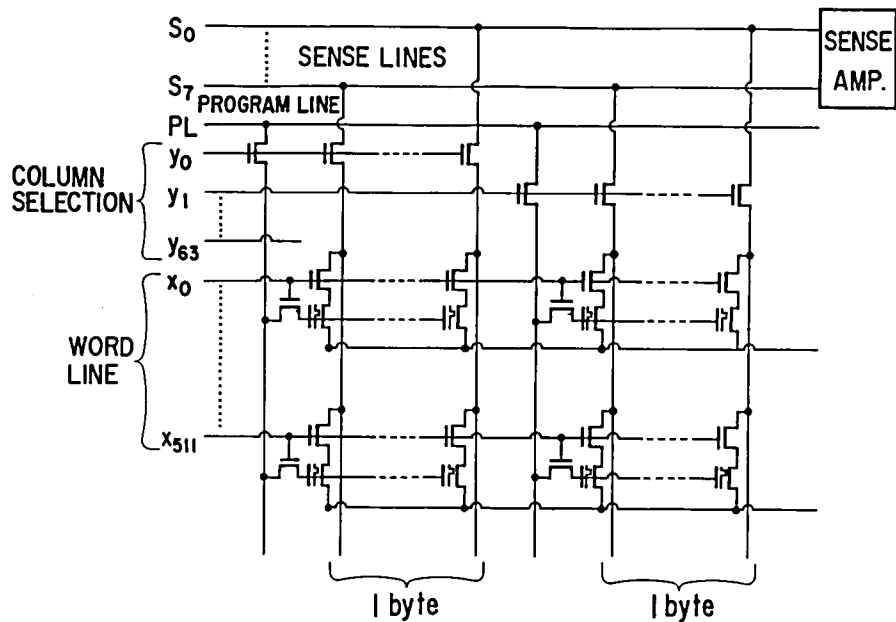 S₀
SENSE LINES
SENSE
AMP.
S₇
PROGRAM LINE
PL
y₀
COLUMN
SELECTION
y₁
y₆₃
x₀
WORD
LINE
x₅₁₁
1 byte
1 byte